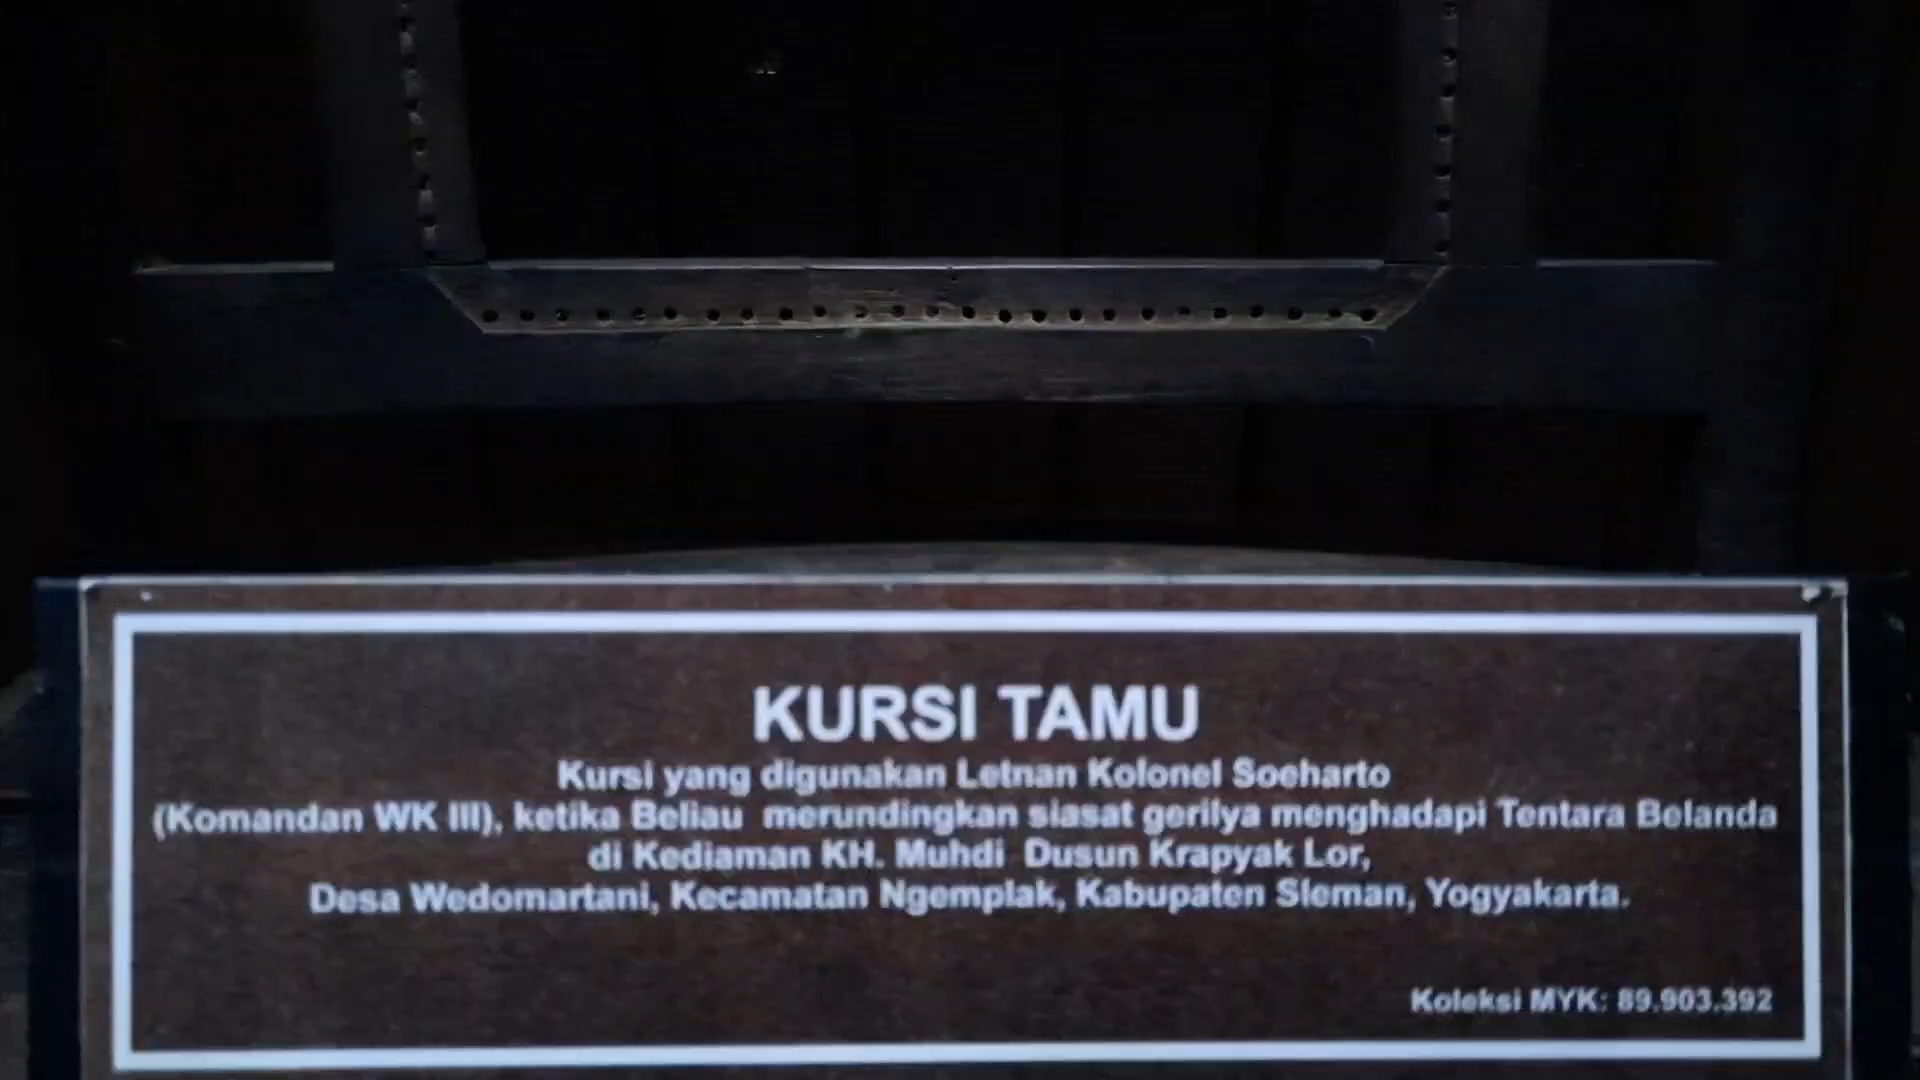 KURSI TAMU
Kursi yang digunakan Letnan Kolonel Soeharto
(Komandan WK III), ketika Beliau merundingkan siasat gerilya menghadapi Tentara Belanda
di Kediaman KH. Muhdi Dusun Krapyak Lor,
Desa Wedomartani, Kecamatan Ngemplak, Kabupaten Sleman, Yogyakarta.
Koleksi MYK: 89.903.392